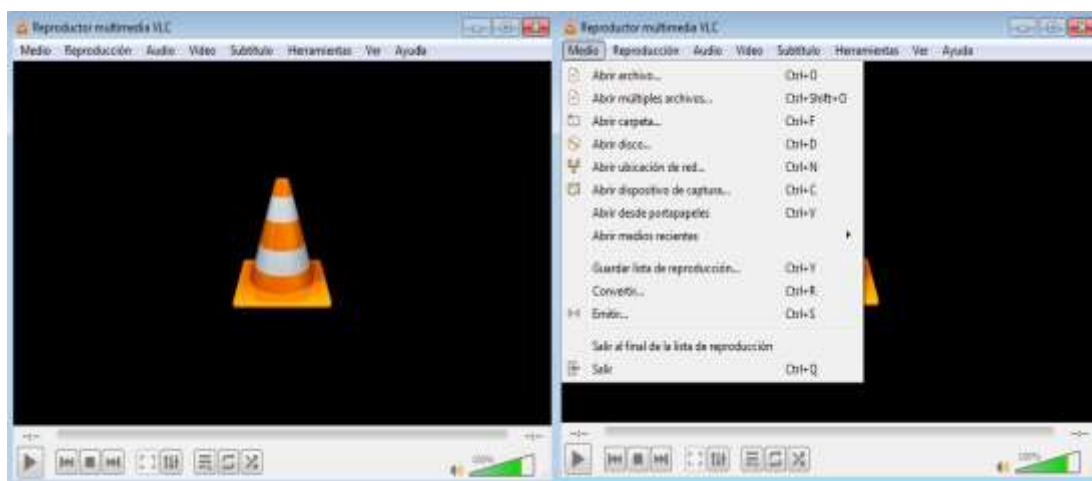 Reproductor multimedia VLC
Medio Reproducción Audio Vídeo Subtítulo Herramientas Ver Ayuda
--:-- --:--
100%
Reproductor multimedia VLC
Medio Reproducción Audio Vídeo Subtítulo Herramientas Ver Ayuda
Abrir archivo... Ctrl+O
Abrir múltiples archivos... Ctrl+Shift+O
Abrir carpeta... Ctrl+F
Abrir disco... Ctrl+D
Abrir ubicación de red... Ctrl+N
Abrir dispositivo de captura... Ctrl+C
Abrir desde portapapeles Ctrl+V
Abrir medios recientes
Guardar lista de reproducción... Ctrl+Y
Convertir... Ctrl+R
Emitir... Ctrl+S
Salir al final de la lista de reproducción
Salir Ctrl+Q
--:-- --:--
100%